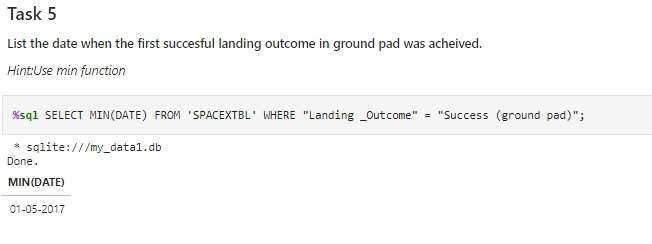 Task 5
List the date when the first succesful landing outcome in ground pad was acheived.
Hint:Use min function
%sql SELECT MIN(DATE) FROM 'SPACEXTBL' WHERE "Landing _Outcome" = "Success (ground pad)";
* sqlite:///my_data1.db
Done.
MIN(DATE)
01-05-2017